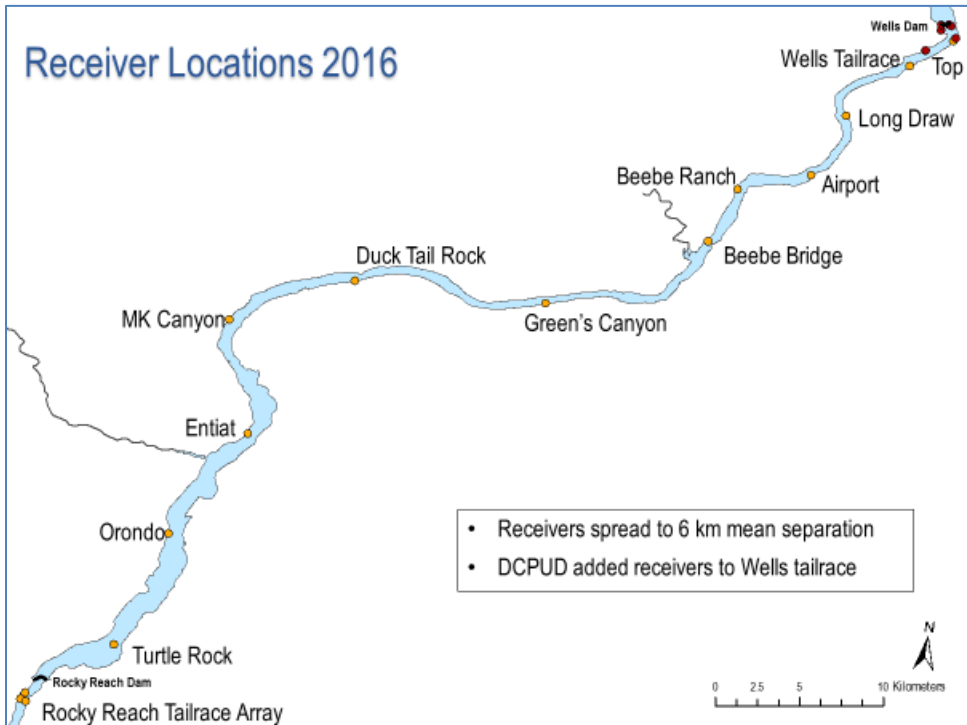 Receiver Locations 2016
Wells Dam
Wells Tailrace
Top
Long Draw
Beebe Ranch
Airport
Beebe Bridge
Duck Tail Rock
Green's Canyon
MK Canyon
Entiat
Orondo
• Receivers spread to 6 km mean separation
• DCPUD added receivers to Wells tailrace
Turtle Rock
N
Rocky Reach Dam
0 2.5 5 10 Kilometers
Rocky Reach Tailrace Array